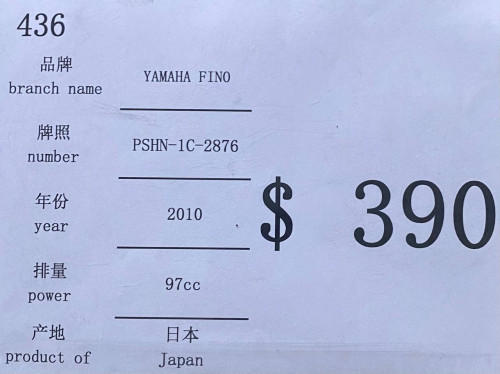 436
品牌
branch name YAMAHA FINO
牌照
number PSHN-1C-2876
年份
year 2010
$ 390
排量
power 97cc
产地 日本
product of Japan